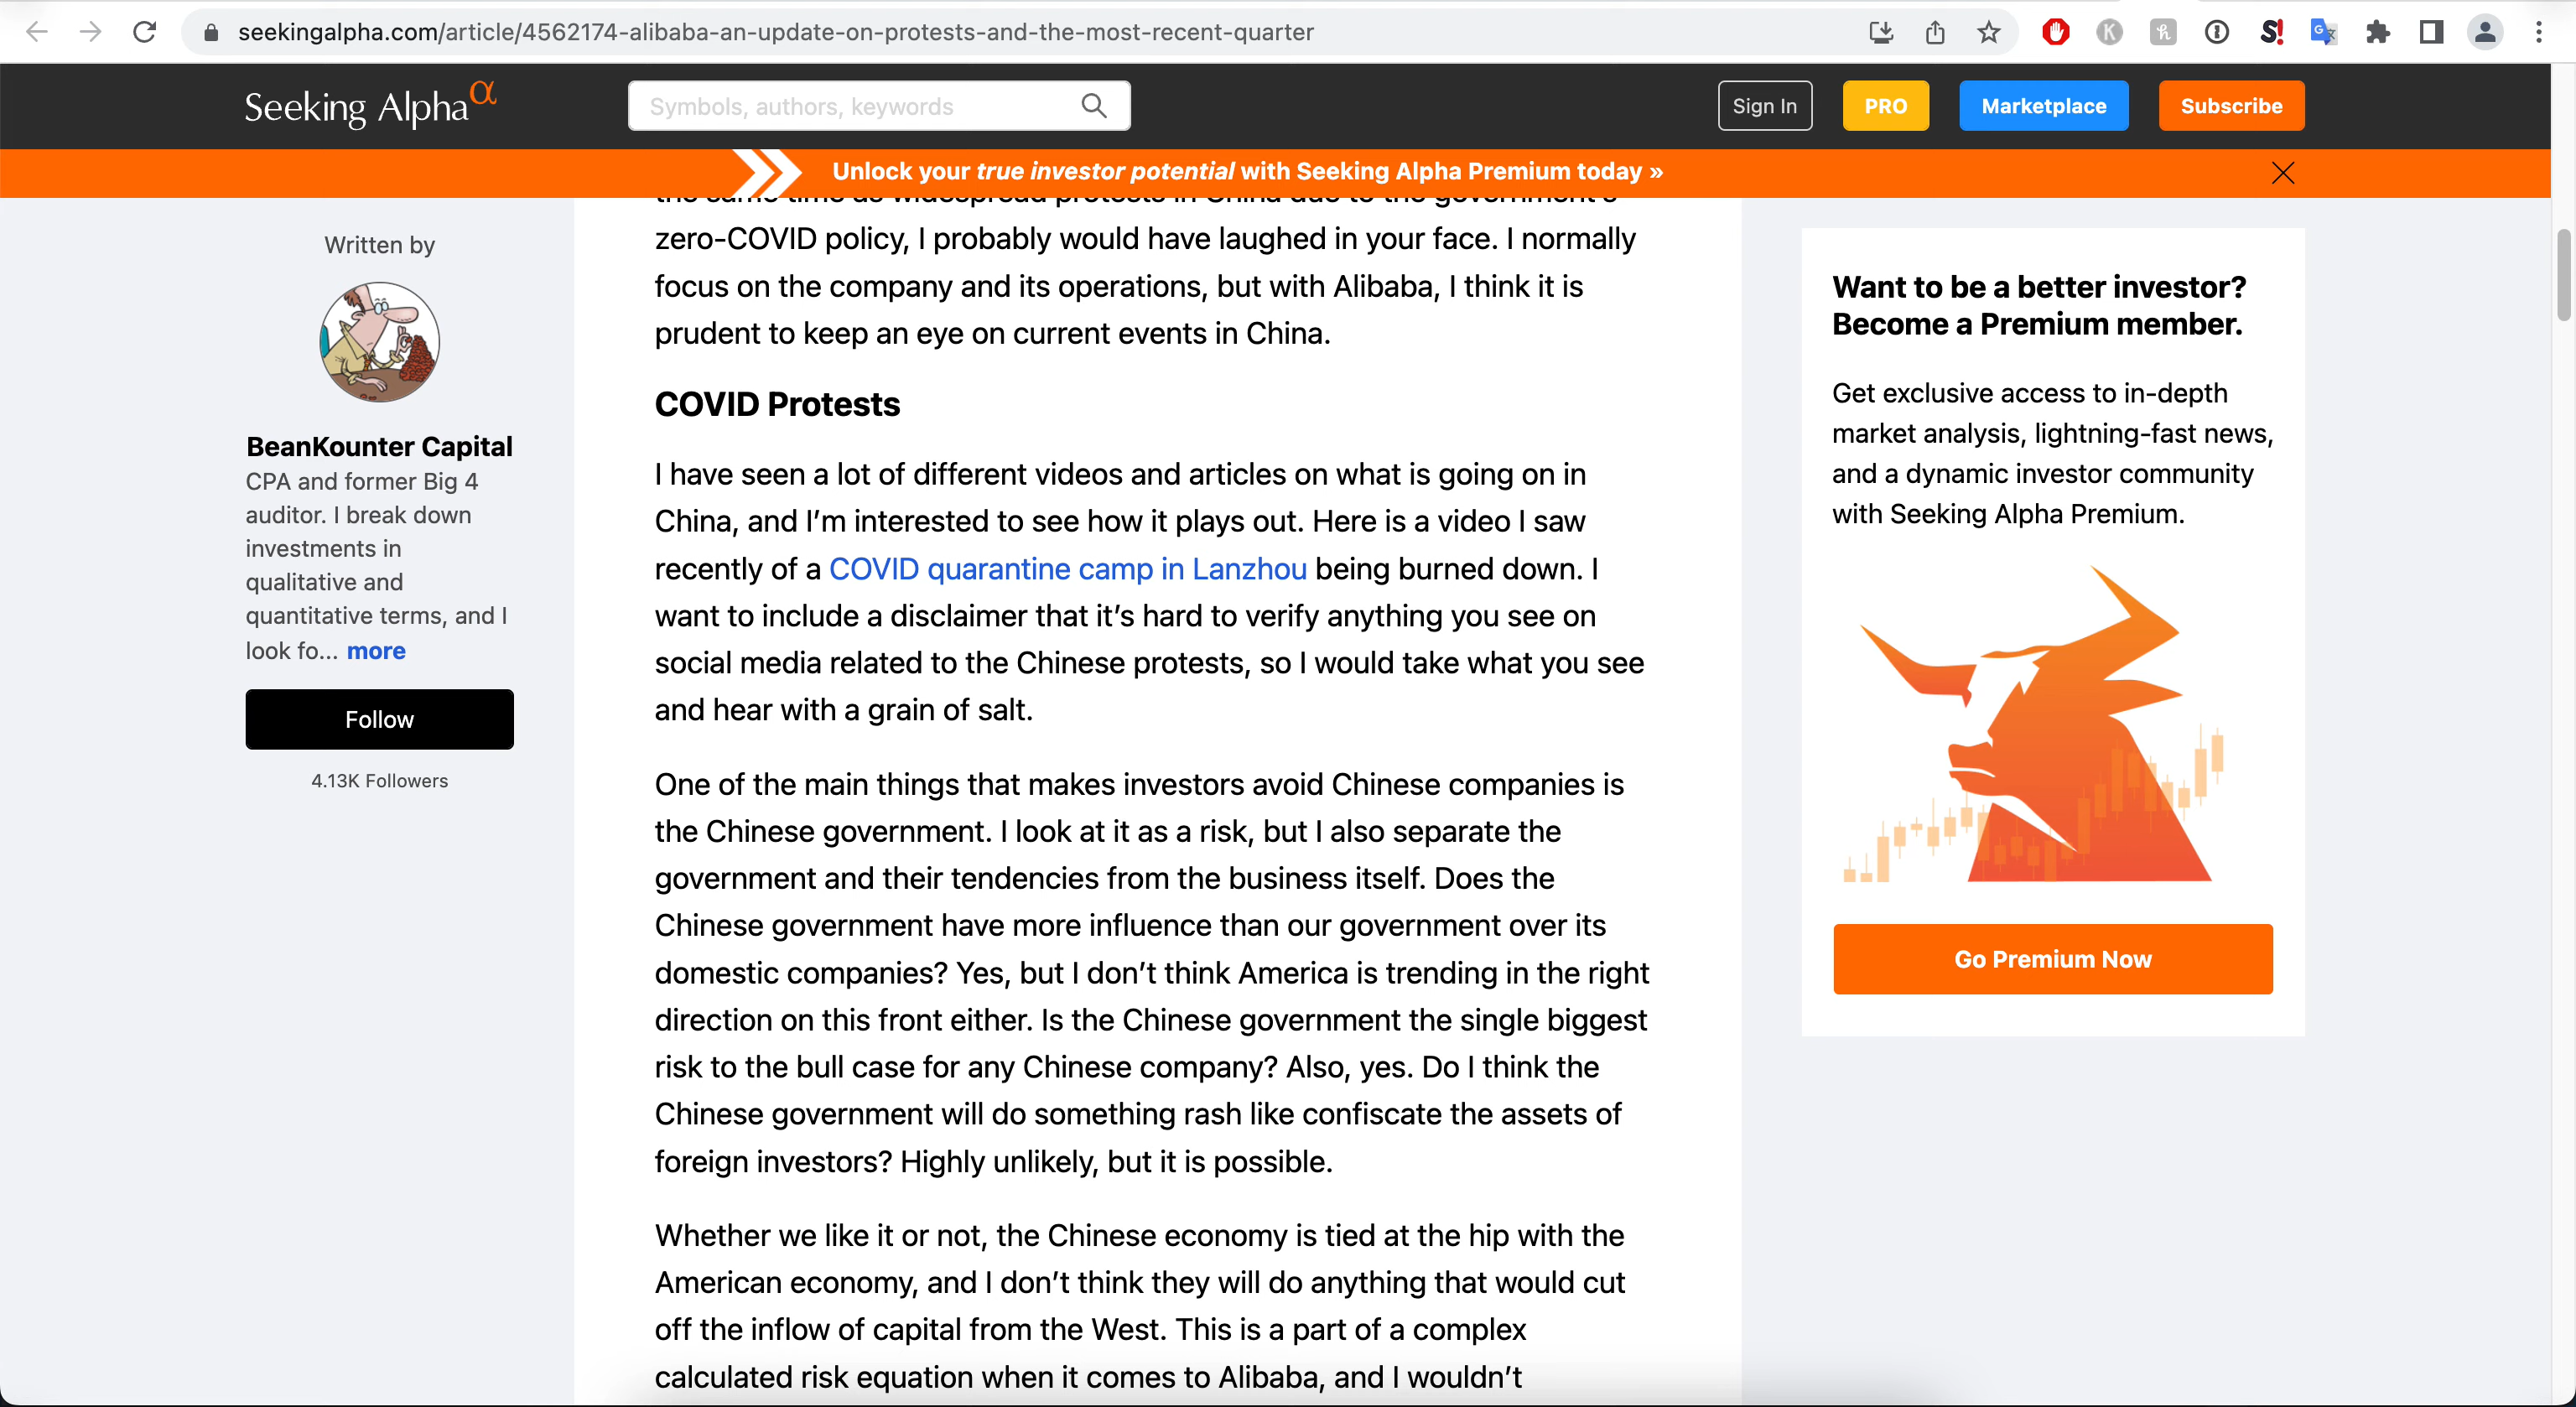 seekingalpha.com/article/4562174-alibaba-an-update-on-protests-and-the-most-recent-quarter
Seeking Alpha α
Symbols, authors, keywords
Sign In
PRO
Marketplace
Subscribe
Unlock your true investor potential with Seeking Alpha Premium today »
Written by
BeanKounter Capital
CPA and former Big 4
auditor. I break down
investments in
qualitative and
quantitative terms, and I
look fo... more
Follow
4.13K Followers
the same time as widespread protests in China due to the government's
zero-COVID policy, I probably would have laughed in your face. I normally
focus on the company and its operations, but with Alibaba, I think it is
prudent to keep an eye on current events in China.
COVID Protests
I have seen a lot of different videos and articles on what is going on in
China, and I’m interested to see how it plays out. Here is a video I saw
recently of a COVID quarantine camp in Lanzhou being burned down. I
want to include a disclaimer that it’s hard to verify anything you see on
social media related to the Chinese protests, so I would take what you see
and hear with a grain of salt.
One of the main things that makes investors avoid Chinese companies is
the Chinese government. I look at it as a risk, but I also separate the
government and their tendencies from the business itself. Does the
Chinese government have more influence than our government over its
domestic companies? Yes, but I don’t think America is trending in the right
direction on this front either. Is the Chinese government the single biggest
risk to the bull case for any Chinese company? Also, yes. Do I think the
Chinese government will do something rash like confiscate the assets of
foreign investors? Highly unlikely, but it is possible.
Whether we like it or not, the Chinese economy is tied at the hip with the
American economy, and I don’t think they will do anything that would cut
off the inflow of capital from the West. This is a part of a complex
calculated risk equation when it comes to Alibaba, and I wouldn’t
Want to be a better investor?
Become a Premium member.
Get exclusive access to in-depth
market analysis, lightning-fast news,
and a dynamic investor community
with Seeking Alpha Premium.
Go Premium Now